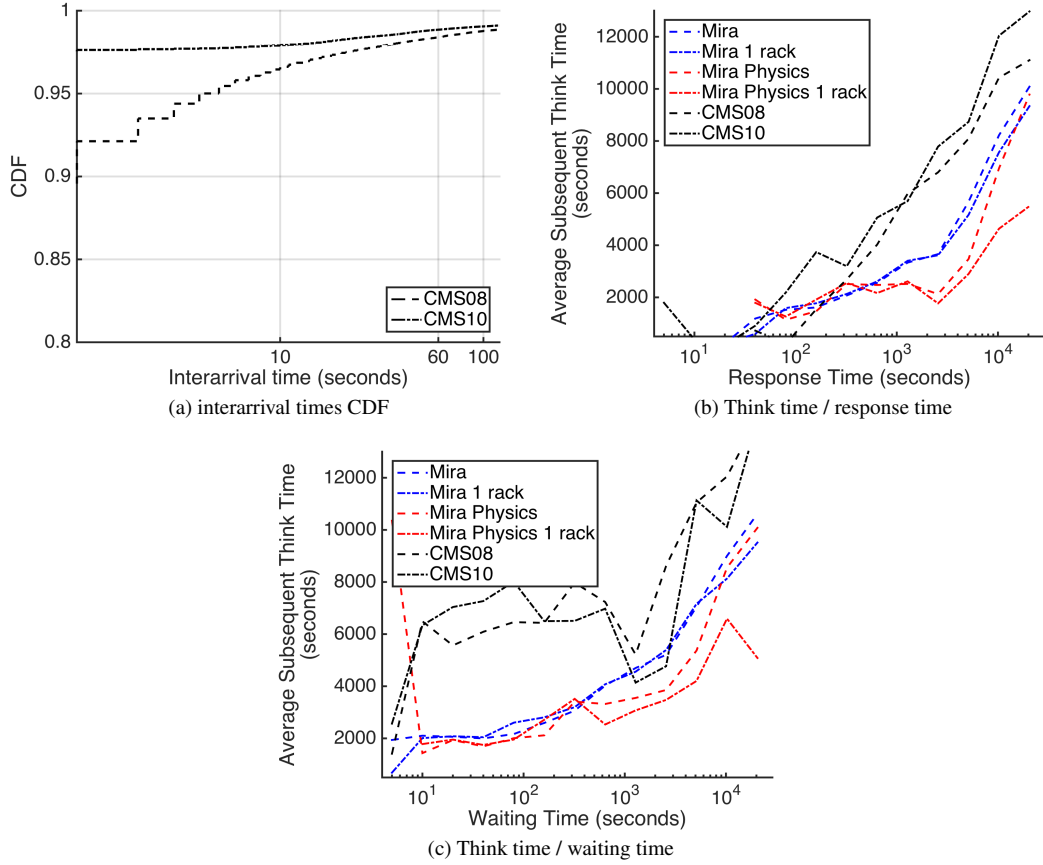 1
0.95
0.9
0.85
0.8
CDF
10
60
100
Interarrival time (seconds)
CMS08
CMS10
(a) interarrival times CDF
12000
10000
8000
6000
4000
2000
Average Subsequent Think Time
(seconds)
Mira
Mira 1 rack
Mira Physics
Mira Physics 1 rack
CMS08
CMS10
10^1
10^2
10^3
10^4
Response Time (seconds)
(b) Think time / response time
12000
10000
8000
6000
4000
2000
Average Subsequent Think Time
(seconds)
Mira
Mira 1 rack
Mira Physics
Mira Physics 1 rack
CMS08
CMS10
10^1
10^2
10^3
10^4
Waiting Time (seconds)
(c) Think time / waiting time